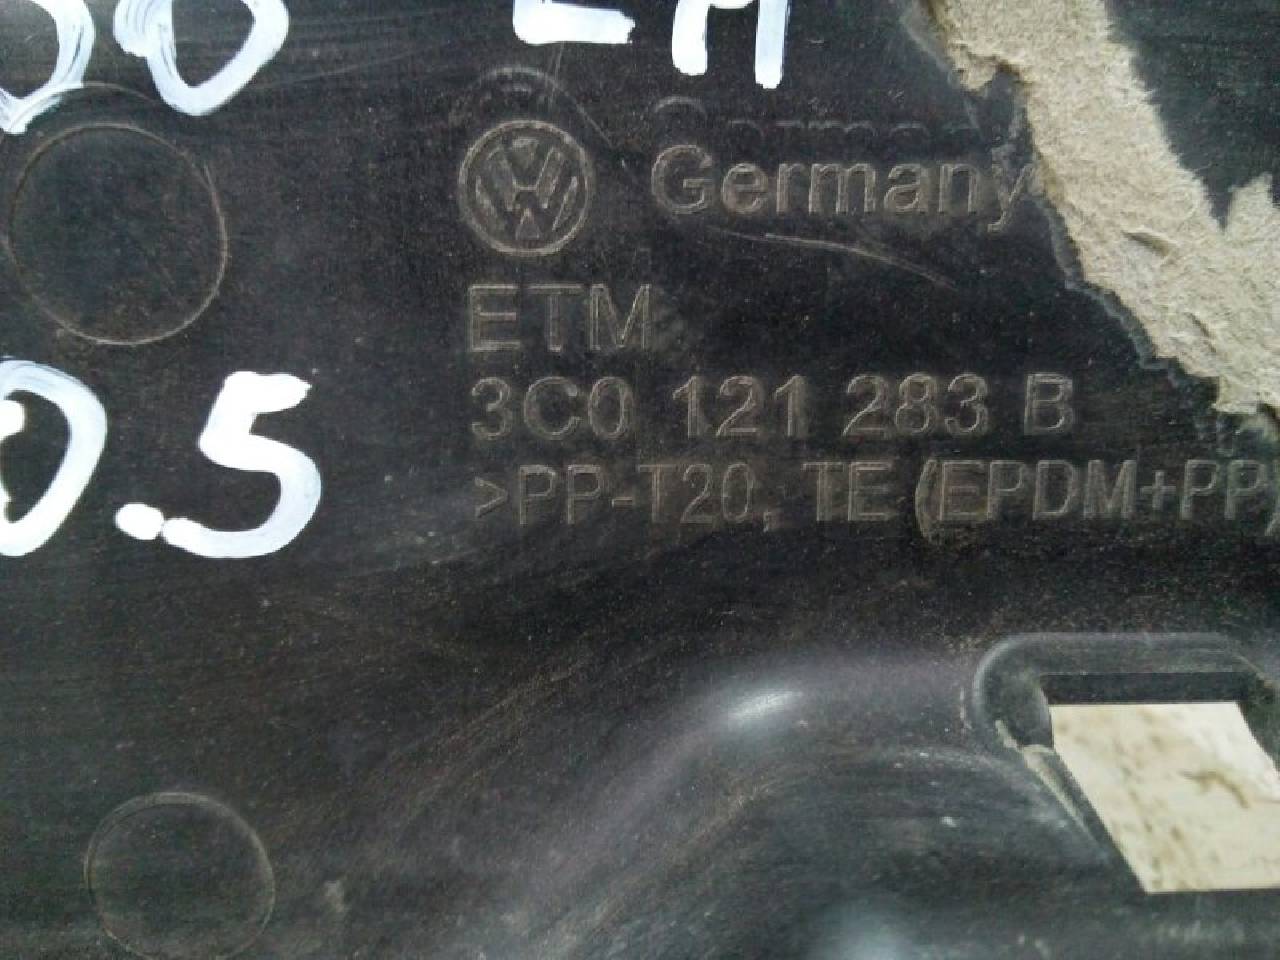 Germany
ETM
3C0 121 283 B
>PP-T20, TE (EPDM+PP)
0.5